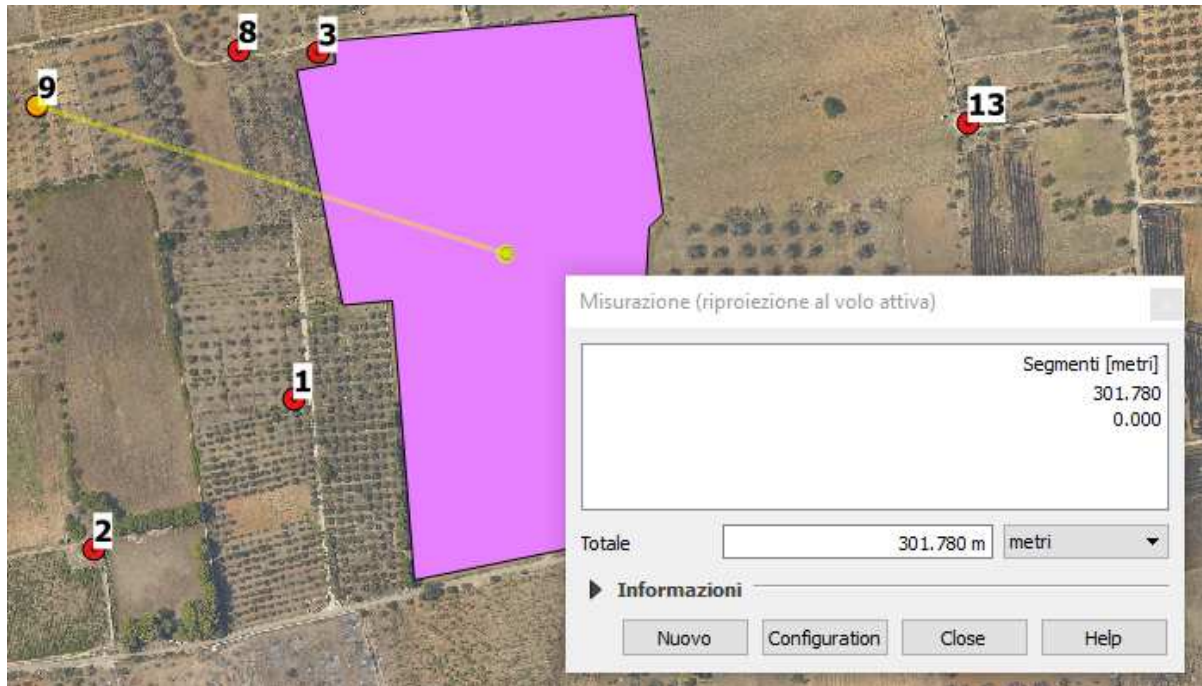 8
3
9
13
Misurazione (riproiezione al volo attiva)
Segmenti [metri]
301.780
0.000
1
Totale
301.780 m
metri
2
Informazioni
Nuovo
Configuration
Close
Help